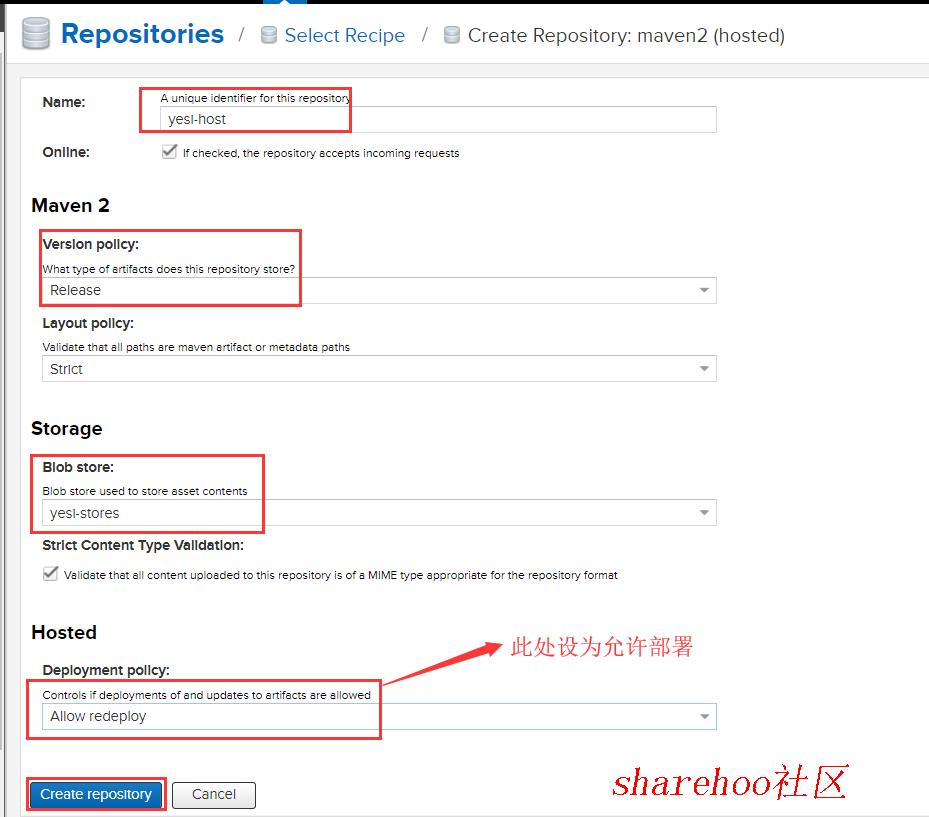 Repositories / Select Recipe / Create Repository: maven2 (hosted)
Name:
A unique identifier for this repository
yesi-host
Online:
If checked, the repository accepts incoming requests
Maven 2
Version policy:
What type of artifacts does this repository store?
Release
Layout policy:
Validate that all paths are maven artifact or metadata paths
Strict
Storage
Blob store:
Blob store used to store asset contents
yesi-stores
Strict Content Type Validation:
Validate that all content uploaded to this repository is of a MIME type appropriate for the repository format
Hosted
此处设为允许部署
Deployment policy:
Controls if deployments of and updates to artifacts are allowed
Allow redeploy
Create repository
Cancel
sharehoo社区